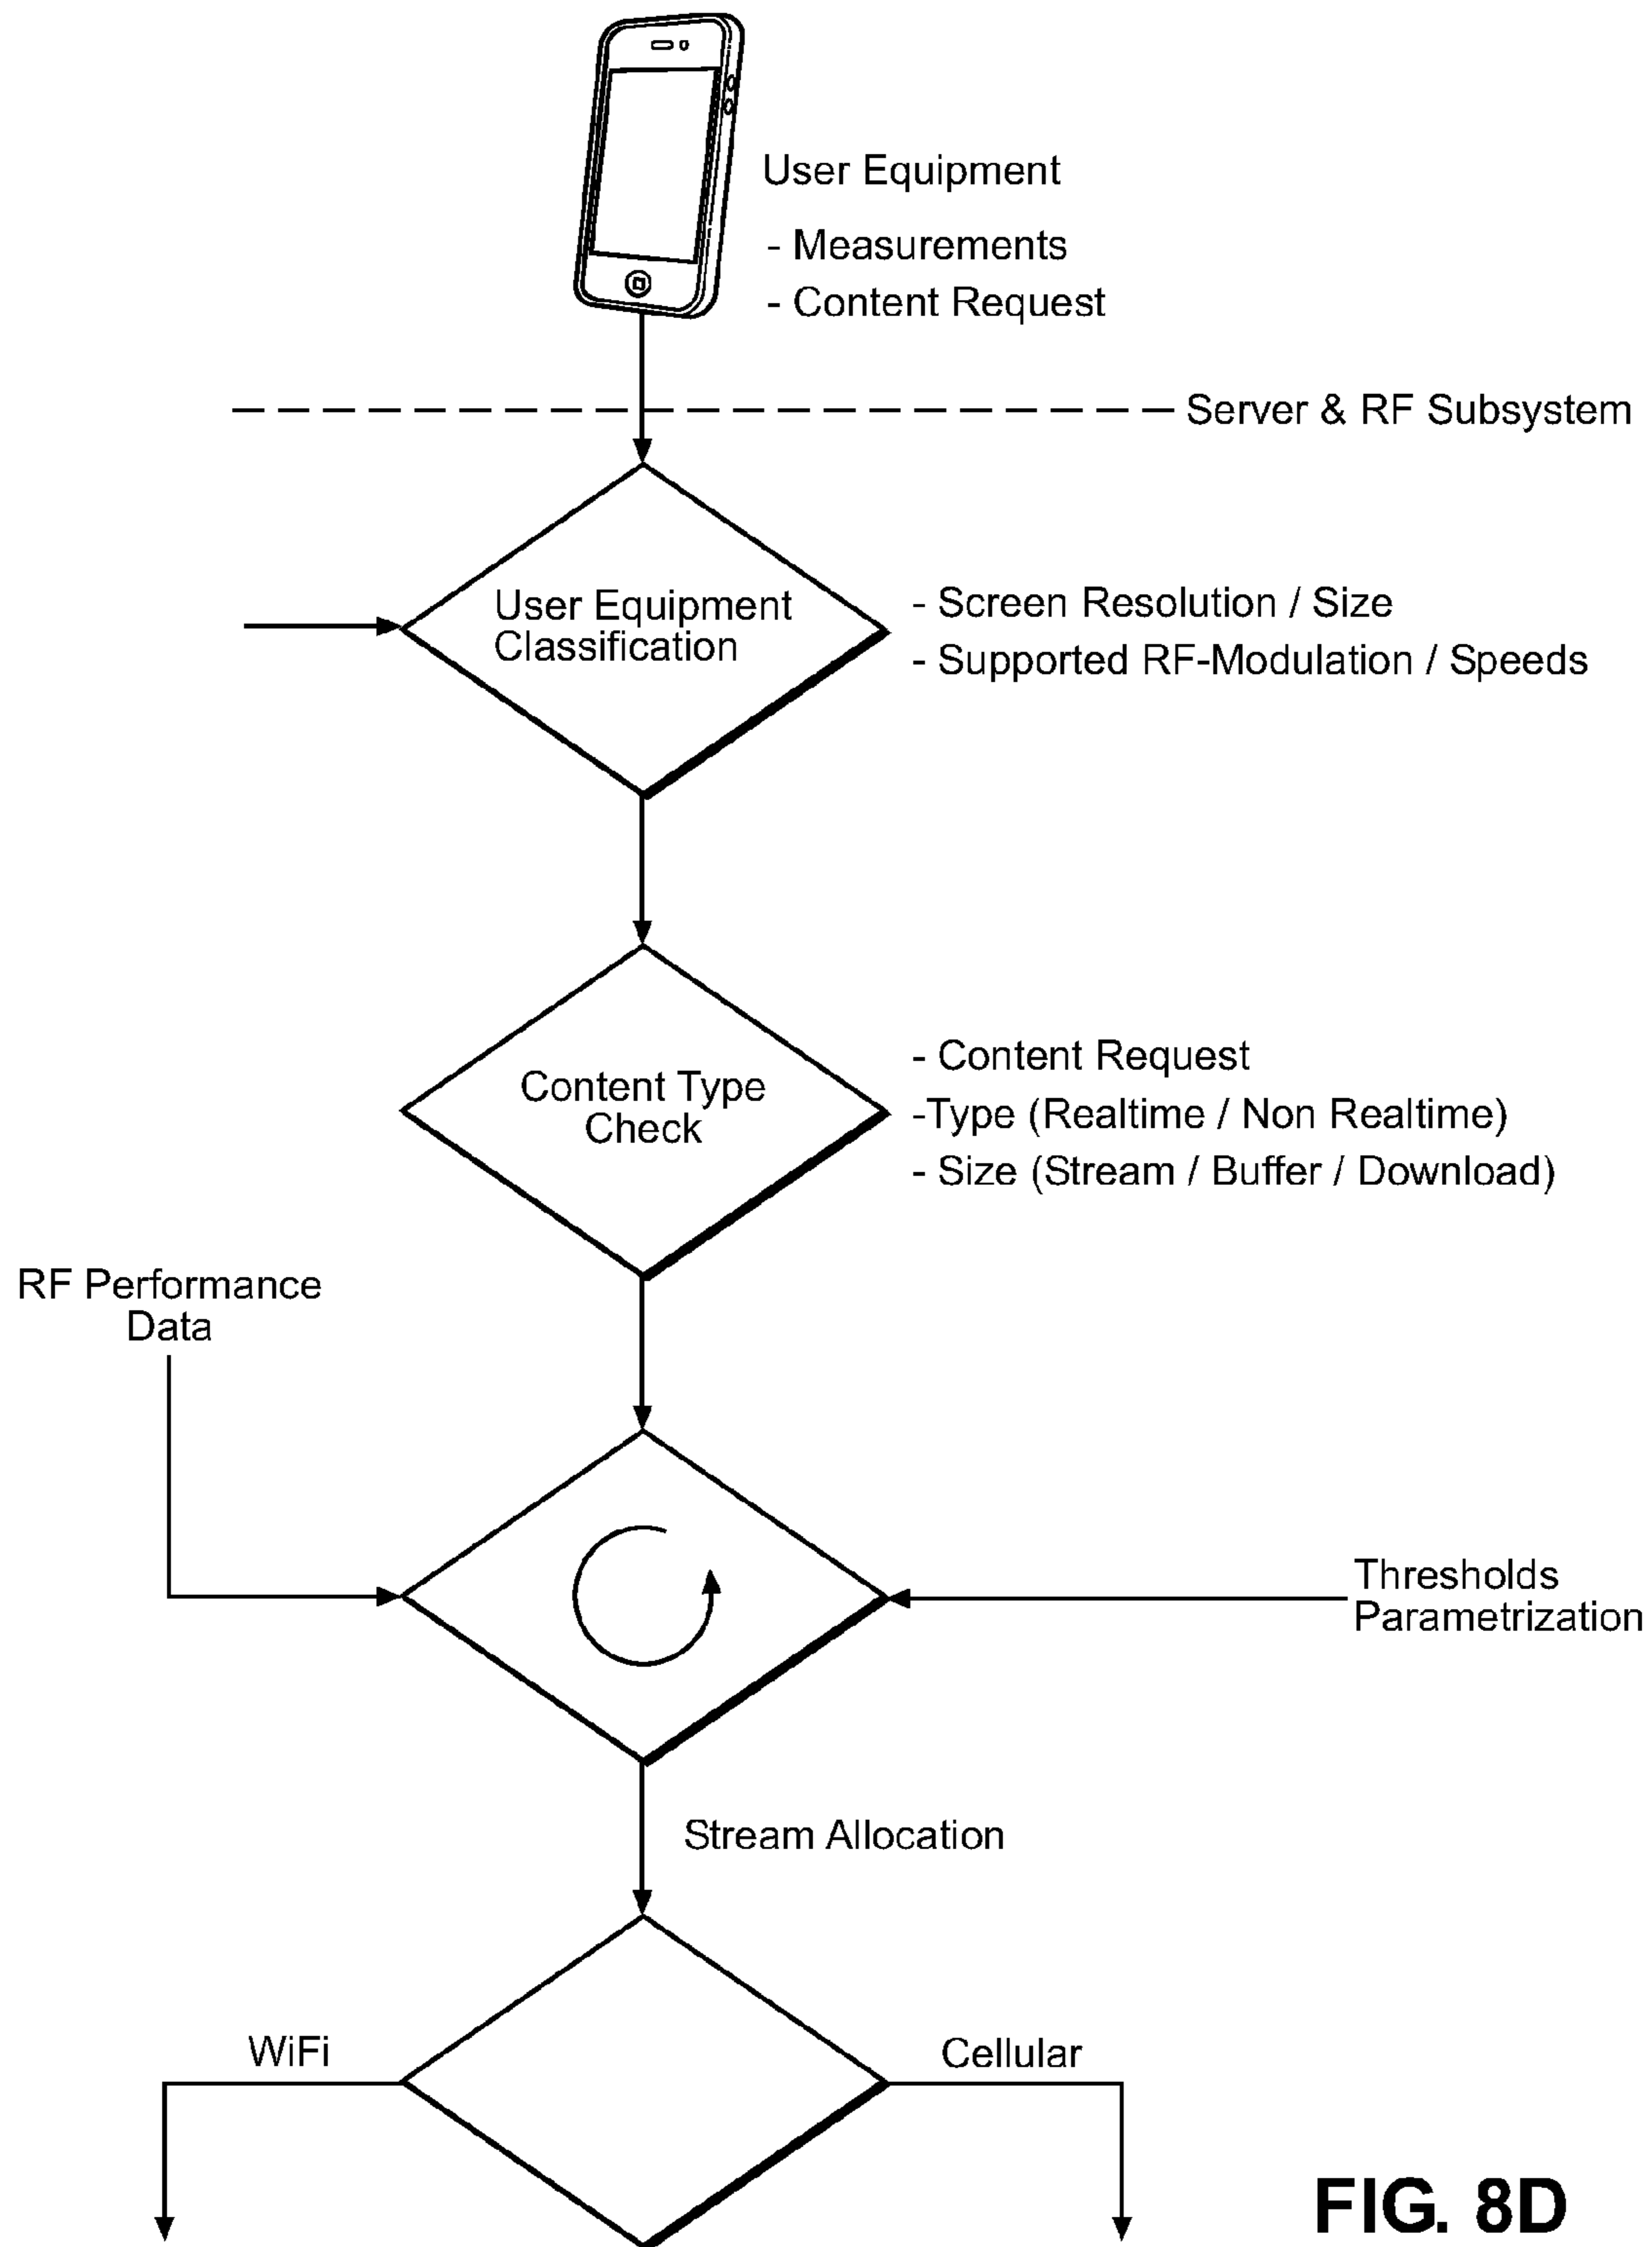 User Equipment
- Measurements
- Content Request
Server & RF Subsystem
User Equipment
Classification
- Screen Resolution / Size
- Supported RF-Modulation / Speeds
Content Type
Check
- Content Request
-Type (Realtime / Non Realtime)
- Size (Stream / Buffer / Download)
RF Performance
Data
Thresholds
Parametrization
Stream Allocation
WiFi
Cellular
FIG. 8D